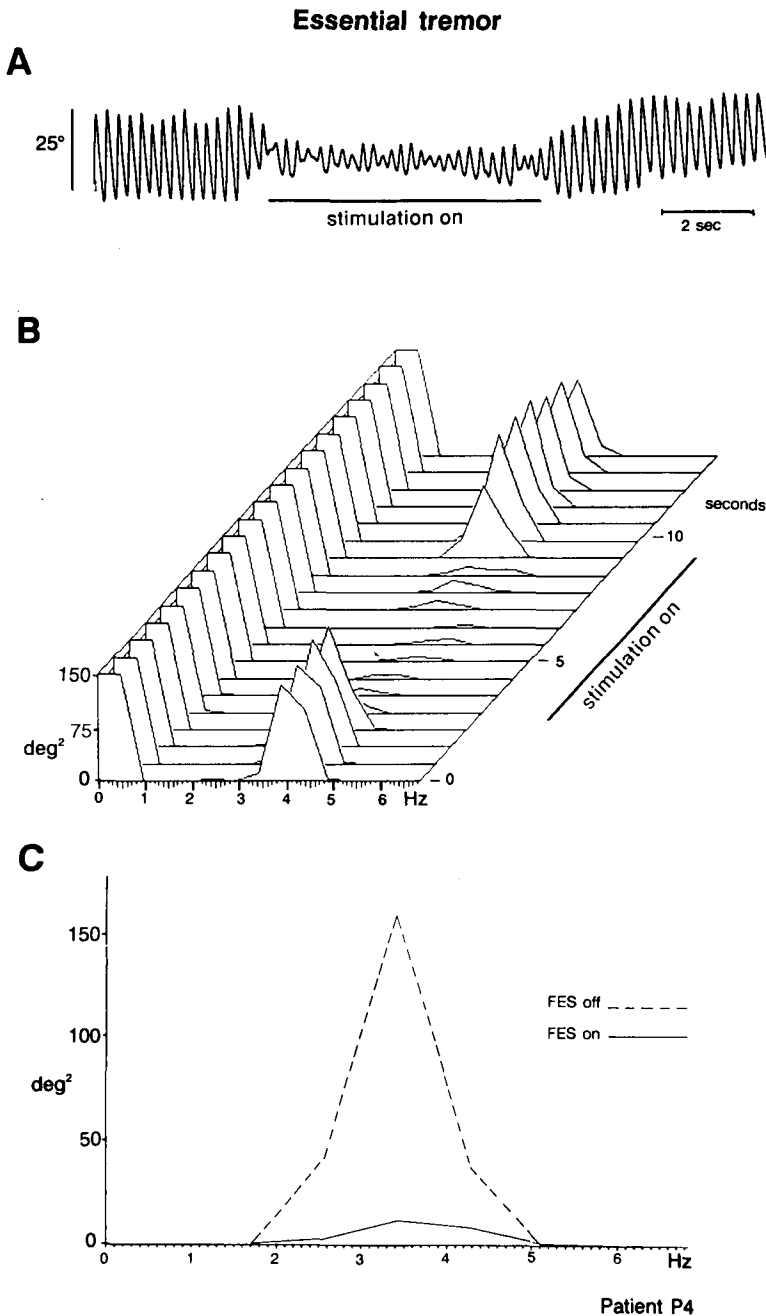 Essential tremor
A
25°
stimulation on
2 sec
B
seconds
10
5
stimulation on
150
75
deg²
0
0
0 1 2 3 4 5 6 Hz
C
150
100
deg²
50
0
FES off
FES on
0 1 2 3 4 5 6 Hz
Patient P4